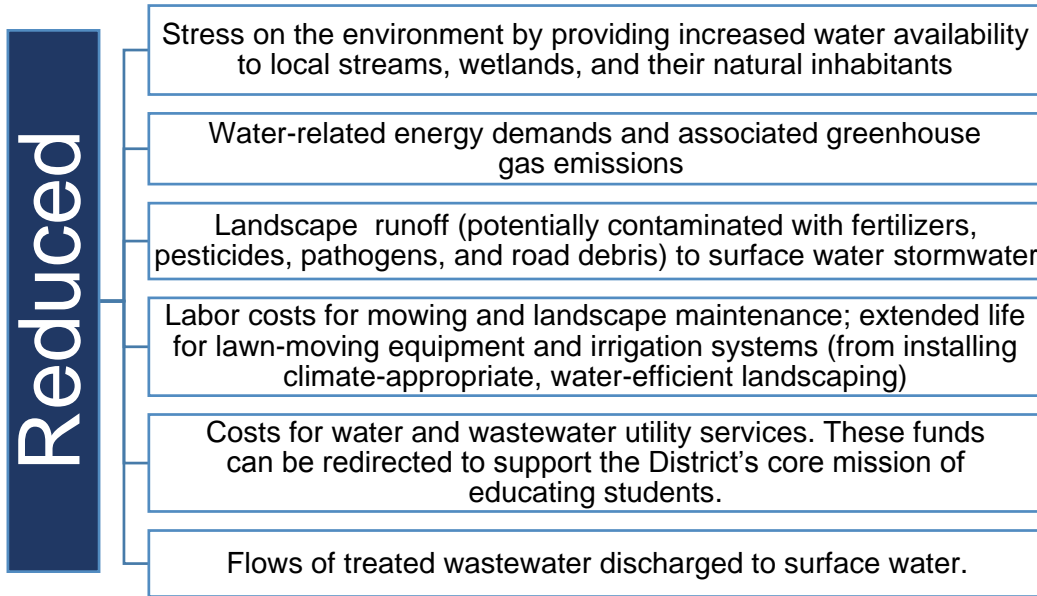 Reduced
Stress on the environment by providing increased water availability
to local streams, wetlands, and their natural inhabitants
Water-related energy demands and associated greenhouse
gas emissions
Landscape runoff (potentially contaminated with fertilizers,
pesticides, pathogens, and road debris) to surface water stormwater
Labor costs for mowing and landscape maintenance; extended life
for lawn-moving equipment and irrigation systems (from installing
climate-appropriate, water-efficient landscaping)
Costs for water and wastewater utility services. These funds
can be redirected to support the District’s core mission of
educating students.
Flows of treated wastewater discharged to surface water.